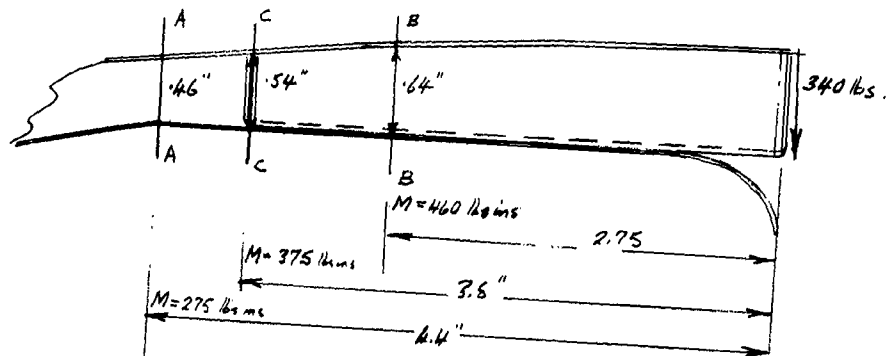 A
C
B
.46"
.54"
.64"
340 lbs.
A
C
B
M=460 lbs ins
2.75
M=375 lbs ins
3.6"
M=275 lbs ins
4.4"